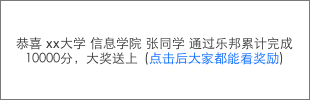 恭喜 xx大学 信息学院 张同学 通过乐邦累计完成
10000分，大奖送上 (点击后大家都能看奖励)